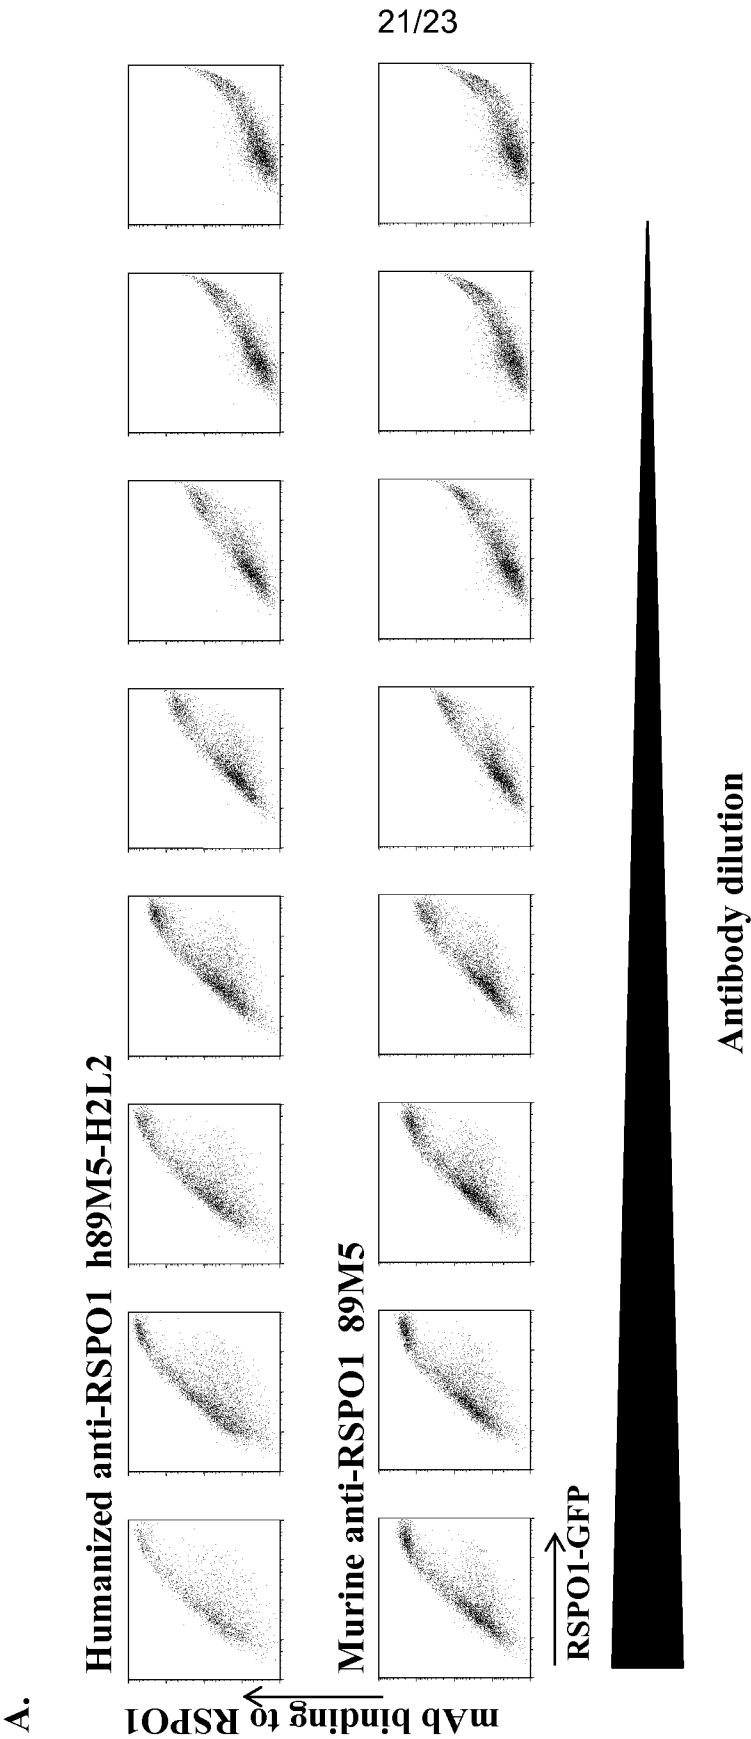 21/23
A.
Humanized anti-RSPO1 h89M5-H2L2
Murine anti-RSPO1 89M5
mAb binding to RSPO1
RSPO1-GFP
Antibody dilution